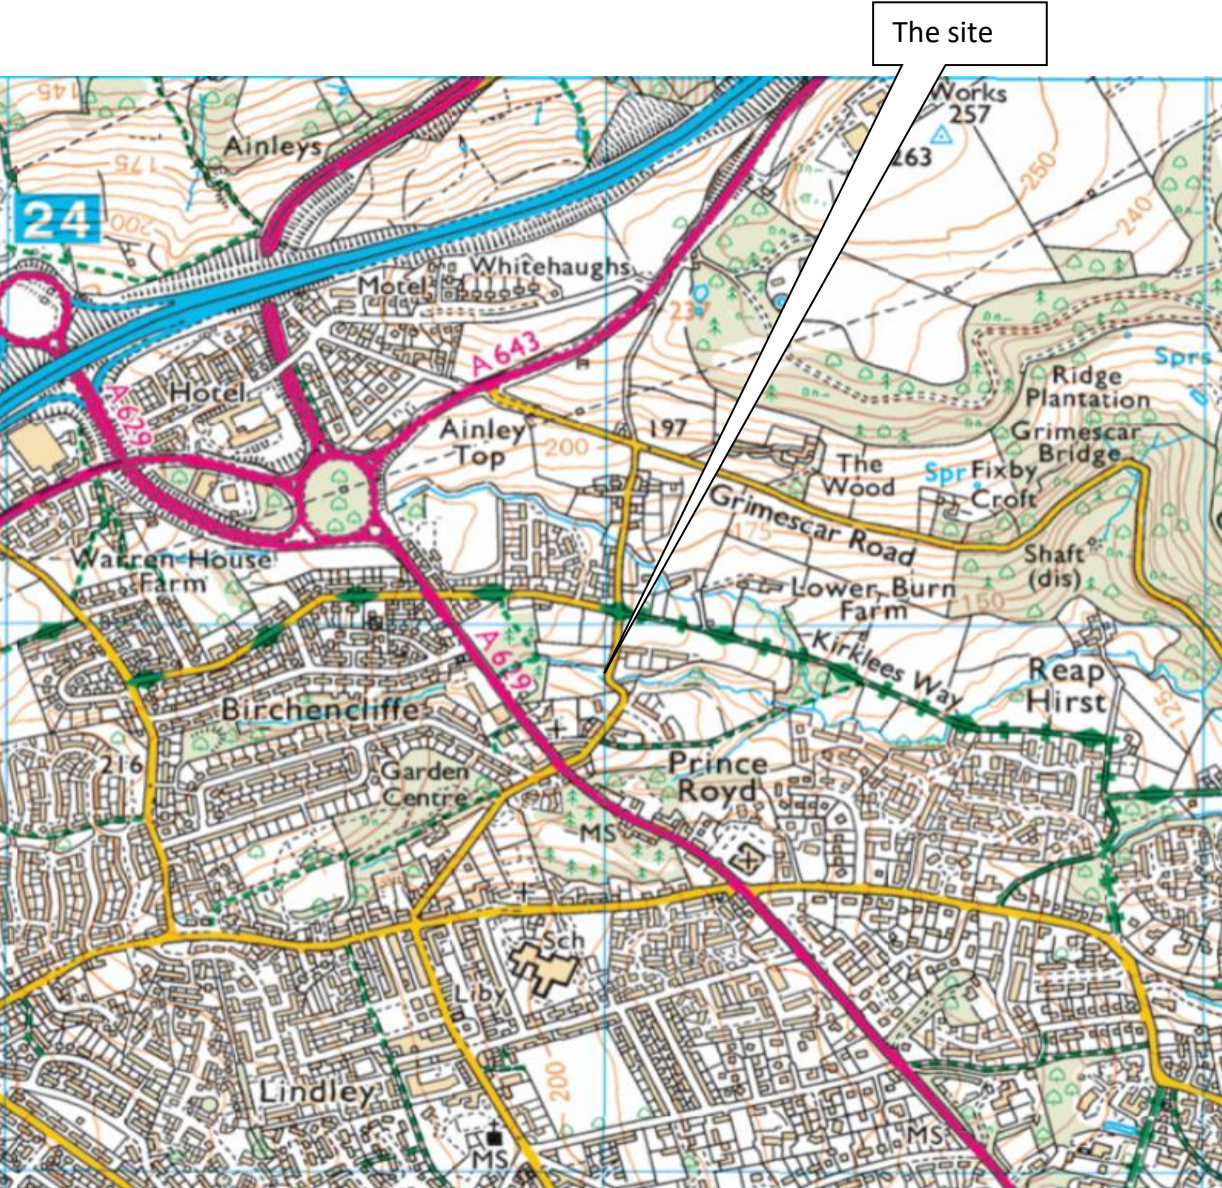 The site
145
Works
257
263
Ainleys
175
250
24
200
240
Whitehaughs
Motel
237
A 643
Sprs
Ridge
Plantation
Hotel
A 629
Ainley
Top
200
197
Grimescar
Bridge
The
Wood
Spr
Fixby
Croft
Grimescar Road
175
Warren House
Farm
Shaft
(dis)
Lower Burn
Farm
150
A 629
Kirklees Way
Reap
Hirst
125
Birchencliffe
216
Garden
Centre
Prince
Royd
MS
Sch
Liby
200
Lindley
MS
MS